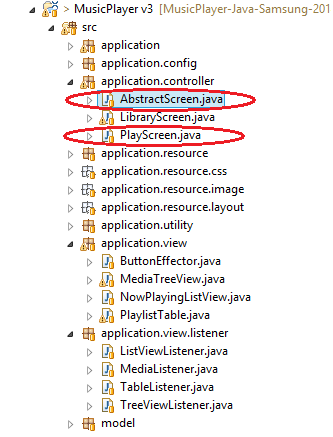 > MusicPlayer v3 [MusicPlayer-Java-Samsung-201
> src
application
application.config
application.controller
AbstractScreen.java
LibraryScreen.java
PlayScreen.java
application.resource
application.resource.css
application.resource.image
application.resource.layout
application.utility
application.view
ButtonEffector.java
MediaTreeView.java
NowPlayingListView.java
PlaylistTable.java
application.view.listener
ListViewListener.java
MediaListener.java
TableListener.java
TreeViewListener.java
model